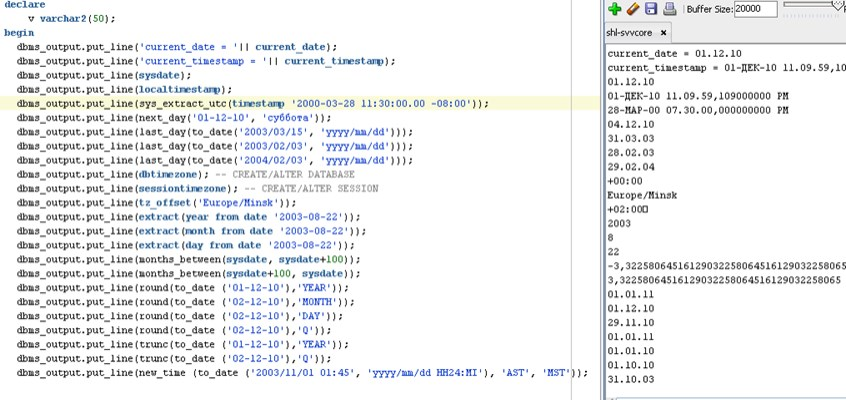 declare
v varchar2(50);
begin
dbms_output.put_line('current_date = '|| current_date);
dbms_output.put_line('current_timestamp = '|| current_timestamp);
dbms_output.put_line(sysdate);
dbms_output.put_line(localtimestamp);
dbms_output.put_line(sys_extract_utc(timestamp '2000-03-28 11:30:00.00 -08:00'));
dbms_output.put_line(next_day('01-12-10', 'суббота'));
dbms_output.put_line(last_day(to_date('2003/03/15', 'yyyy/mm/dd')));
dbms_output.put_line(last_day(to_date('2003/02/03', 'yyyy/mm/dd')));
dbms_output.put_line(last_day(to_date('2004/02/03', 'yyyy/mm/dd')));
dbms_output.put_line(dbtimezone); -- CREATE/ALTER DATABASE
dbms_output.put_line(sessiontimezone); -- CREATE/ALTER SESSION
dbms_output.put_line(tz_offset('Europe/Minsk'));
dbms_output.put_line(extract(year from date '2003-08-22'));
dbms_output.put_line(extract(month from date '2003-08-22'));
dbms_output.put_line(extract(day from date '2003-08-22'));
dbms_output.put_line(months_between(sysdate, sysdate+100));
dbms_output.put_line(months_between(sysdate+100, sysdate));
dbms_output.put_line(round(to_date ('01-12-10'),'YEAR'));
dbms_output.put_line(round(to_date ('02-12-10'),'MONTH'));
dbms_output.put_line(round(to_date ('02-12-10'),'DAY'));
dbms_output.put_line(round(to_date ('02-12-10'),'Q'));
dbms_output.put_line(trunc(to_date ('01-12-10'),'YEAR'));
dbms_output.put_line(trunc(to_date ('02-12-10'),'Q'));
dbms_output.put_line(new_time (to_date ('2003/11/01 01:45', 'yyyy/mm/dd HH24:MI'), 'AST', 'MST'));
Buffer Size: 20000
shl-svvcore
current_date = 01.12.10
current_timestamp = 01-ДЕК-10 11.09.59,10
01.12.10
01-ДЕК-10 11.09.59,109000000 PM
28-МАР-00 07.30.00,000000000 PM
04.12.10
31.03.03
28.02.03
29.02.04
+00:00
Europe/Minsk
+02:00
2003
8
22
-3,32258064516129032258064516129032258065
3,32258064516129032258064516129032258065
01.01.11
01.12.10
29.11.10
01.01.11
01.01.10
01.10.10
31.10.03